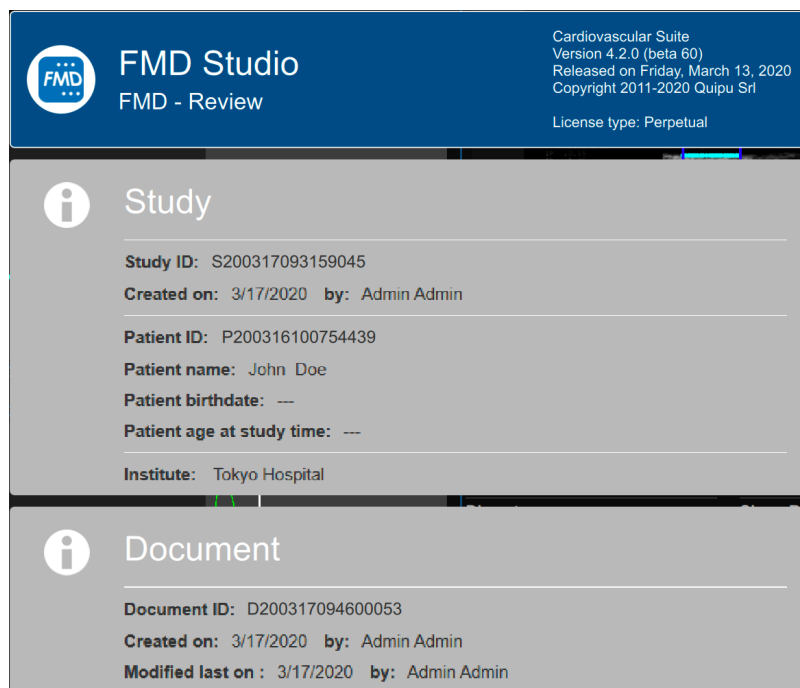 FMD
FMD Studio
FMD - Review
Cardiovascular Suite
Version 4.2.0 (beta 60)
Released on Friday, March 13, 2020
Copyright 2011-2020 Quipu Srl
License type: Perpetual
Study
Study ID: S200317093159045
Created on: 3/17/2020 by: Admin Admin
Patient ID: P200316100754439
Patient name: John Doe
Patient birthdate: ---
Patient age at study time: ---
Institute: Tokyo Hospital
Document
Document ID: D200317094600053
Created on: 3/17/2020 by: Admin Admin
Modified last on : 3/17/2020 by: Admin Admin